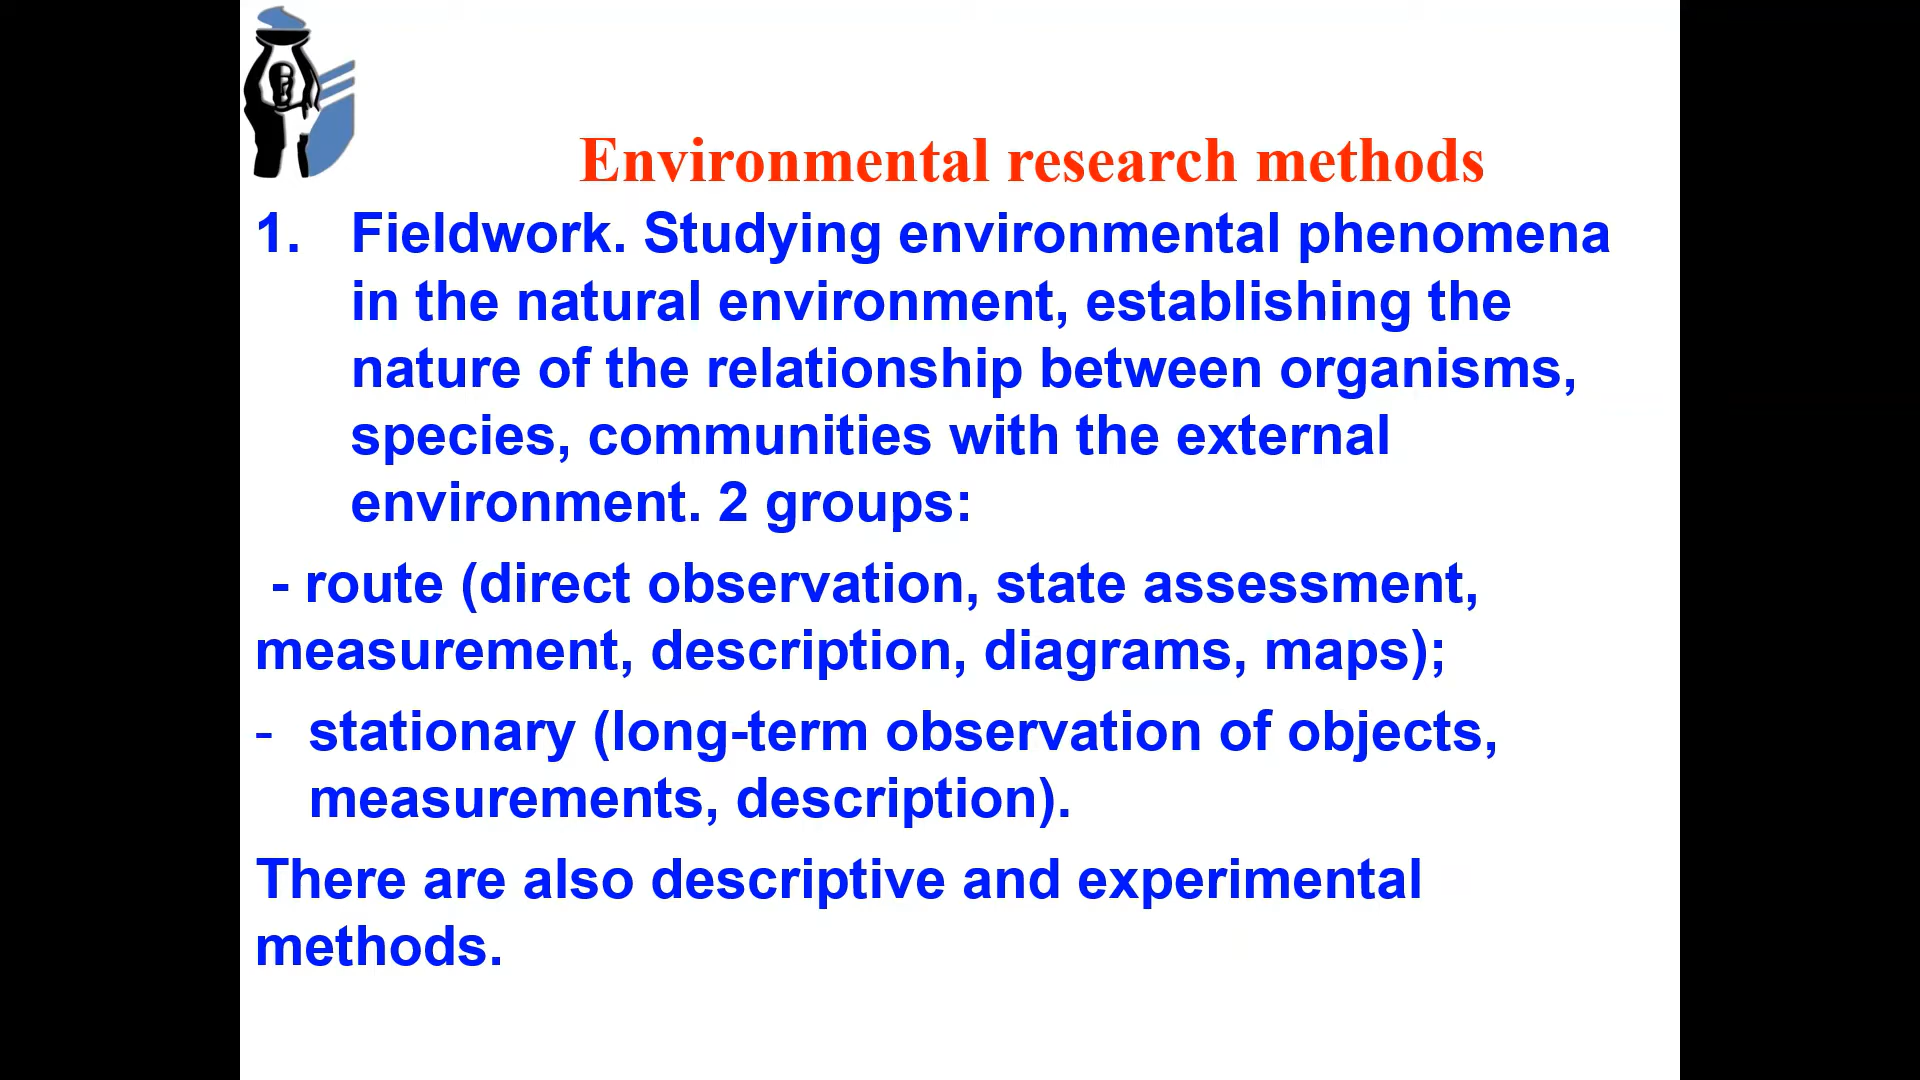 Environmental research methods
1. Fieldwork. Studying environmental phenomena
in the natural environment, establishing the
nature of the relationship between organisms,
species, communities with the external
environment. 2 groups:
- route (direct observation, state assessment,
measurement, description, diagrams, maps);
- stationary (long-term observation of objects,
measurements, description).
There are also descriptive and experimental
methods.